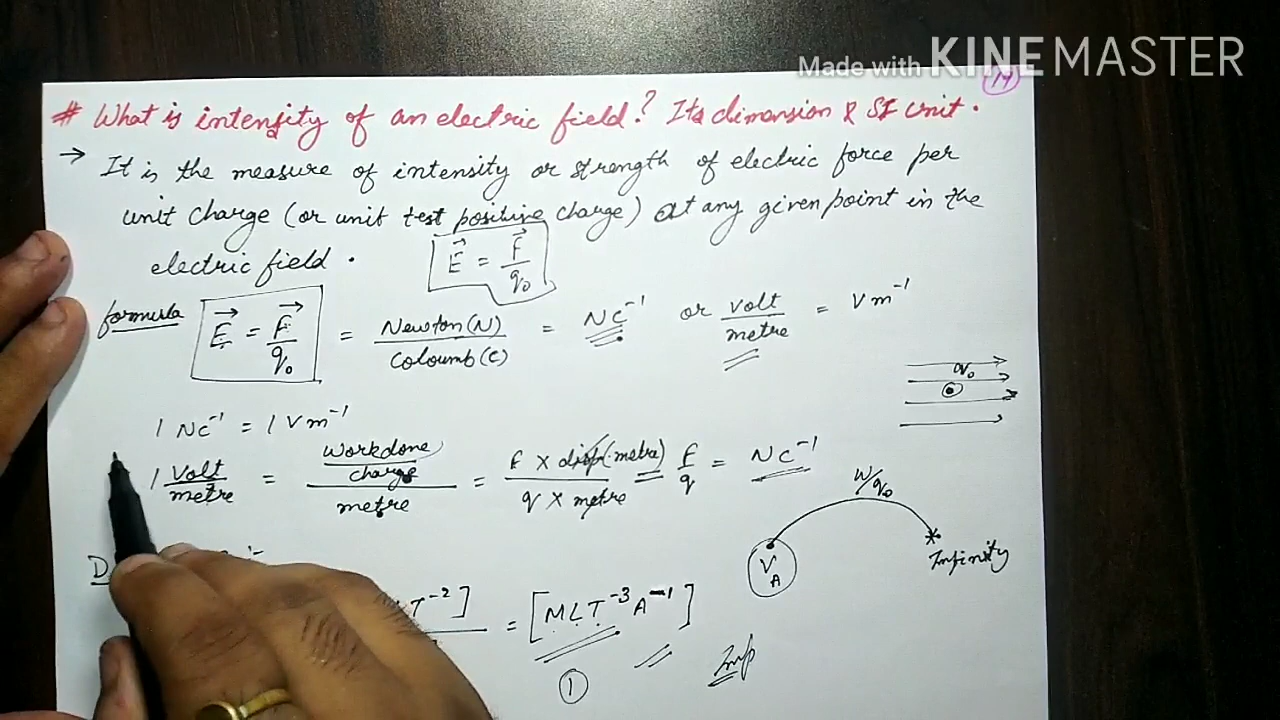 Made with KINEMASTER
14
# What is intensity of an electric field? Its dimension & SI unit.
→ It is the measure of intensity or strength of electric force per
unit charge (or unit test positive charge) at any given point in the
electric field. E⃗ = F⃗/q₀
formula E⃗ = F⃗/q₀ = Newton(N)/Coloumb(C) = NC⁻¹ or volt/metre = Vm⁻¹
q₀
1 NC⁻¹ = 1 Vm⁻¹
1 Volt/metre = (workdone/charge)/metre = F × disp(metre)/q × metre = F/q = NC⁻¹
W/q₀
V_A
Infinity
D :-
T⁻²] = [MLT⁻³A⁻¹]
① Imp